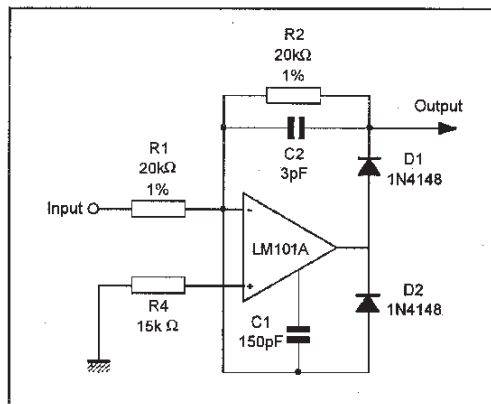 R2
20kΩ
1%
Output
R1
20kΩ
1%
C2
3pF
D1
1N4148
Input
-
LM101A
+
R4
15k Ω
C1
150pF
D2
1N4148